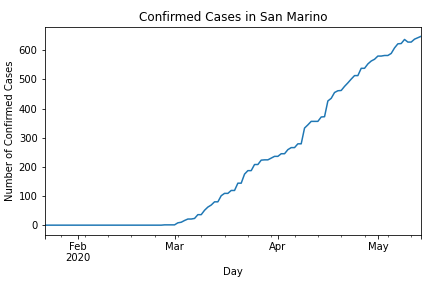 Confirmed Cases in San Marino
Number of Confirmed Cases
600
500
400
300
200
100
0
Feb Mar Apr May
2020
Day